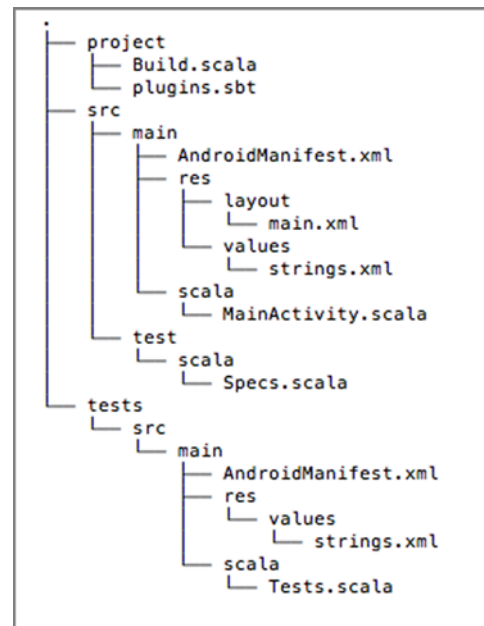 .
├── project
│   ├── Build.scala
│   └── plugins.sbt
├── src
│   ├── main
│   │   ├── AndroidManifest.xml
│   │   ├── res
│   │   │   ├── layout
│   │   │   │   └── main.xml
│   │   │   └── values
│   │   │       └── strings.xml
│   │   └── scala
│   │       └── MainActivity.scala
│   └── test
│       └── scala
│           └── Specs.scala
└── tests
    └── src
        └── main
            ├── AndroidManifest.xml
            ├── res
            │   └── values
            │       └── strings.xml
            └── scala
                └── Tests.scala